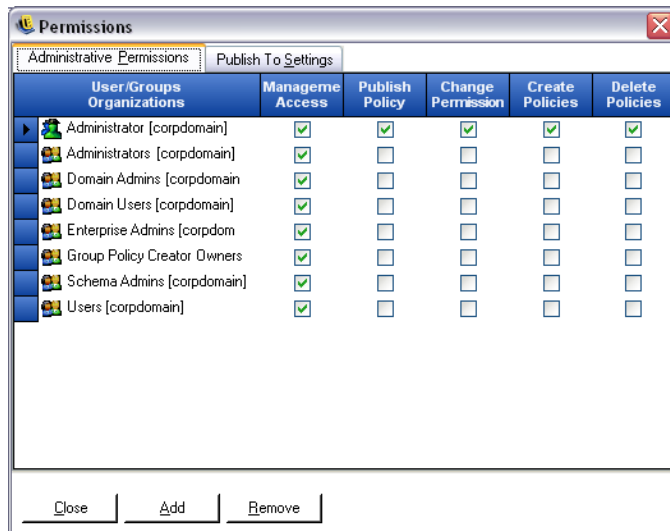 Permissions
Administrative Permissions Publish To Settings
User/Groups Manageme Publish Change Create Delete
Organizations Access Policy Permission Policies Policies
Administrator [corpdomain]
Administrators [corpdomain]
Domain Admins [corpdomain
Domain Users [corpdomain]
Enterprise Admins [corpdom
Group Policy Creator Owners
Schema Admins [corpdomain]
Users [corpdomain]
Close Add Remove